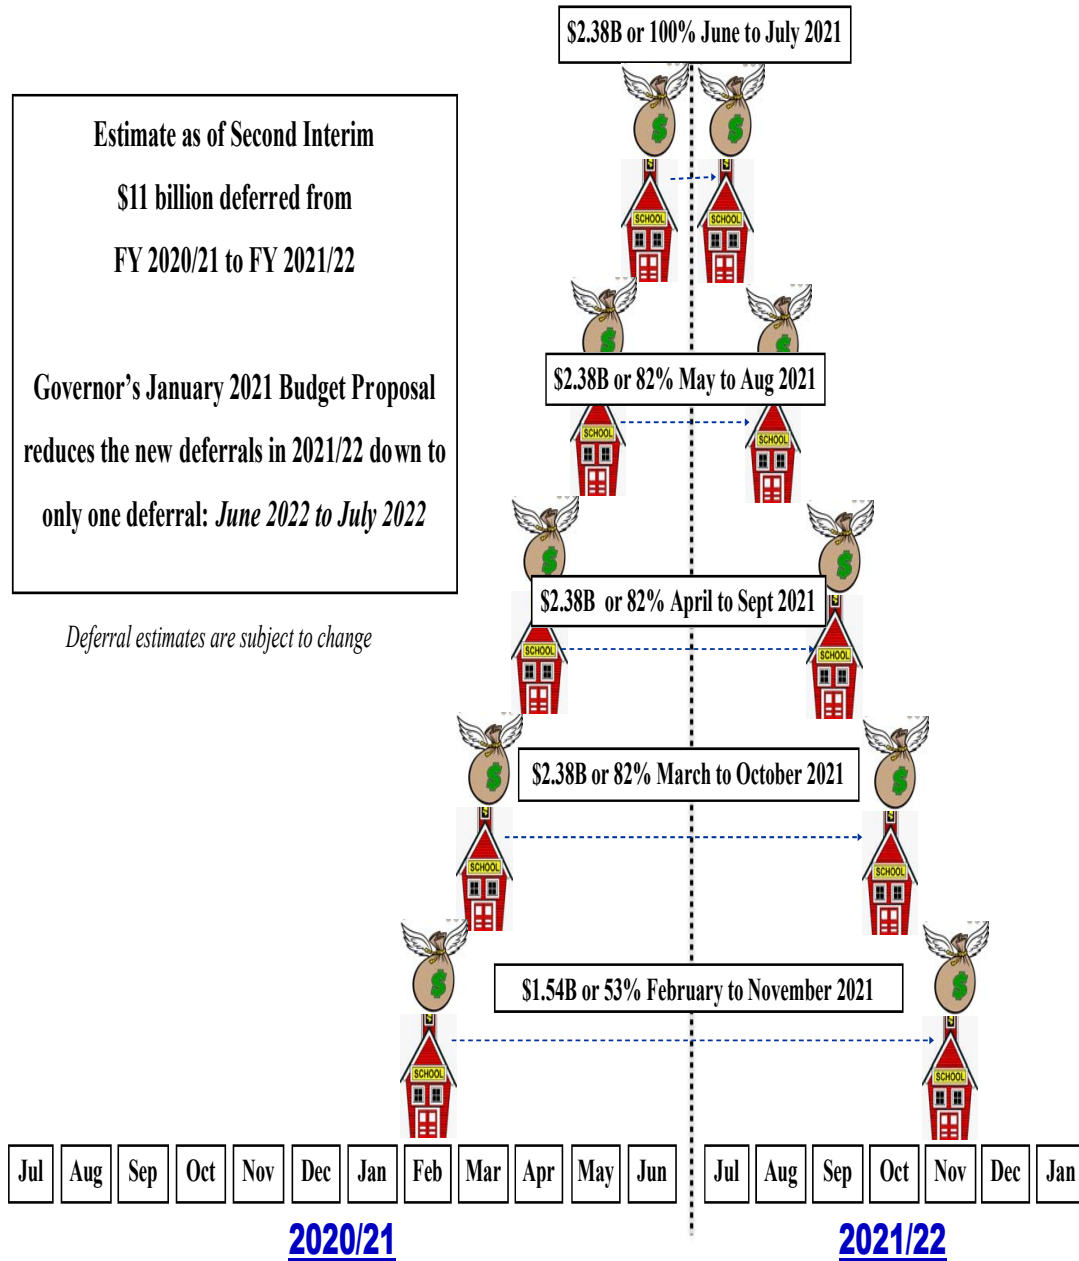 $2.38B or 100% June to July 2021
Estimate as of Second Interim
$11 billion deferred from
FY 2020/21 to FY 2021/22
Governor's January 2021 Budget Proposal
reduces the new deferrals in 2021/22 down to
only one deferral: June 2022 to July 2022
Deferral estimates are subject to change
$ $
SCHOOL SCHOOL
$ $
$2.38B or 82% May to Aug 2021
SCHOOL SCHOOL
$ $
$2.38B or 82% April to Sept 2021
SCHOOL SCHOOL
$ $
$2.38B or 82% March to October 2021
SCHOOL SCHOOL
$ $
$1.54B or 53% February to November 2021
SCHOOL SCHOOL
Jul Aug Sep Oct Nov Dec Jan Feb Mar Apr May Jun Jul Aug Sep Oct Nov Dec Jan
2020/21 2021/22